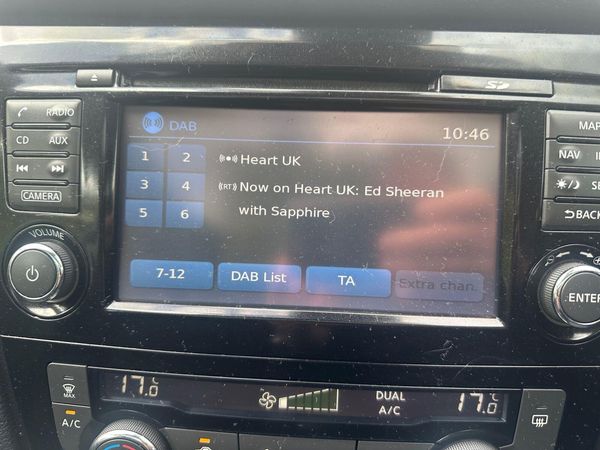 SD
RADIO
CD AUX
CAMERA
VOLUME
DAB
10:46
1 2
3 4
5 6
Heart UK
(RT) Now on Heart UK: Ed Sheeran
with Sapphire
7-12
DAB List
TA
Extra chan.
MAP
NAV
BACK
ENTER
MAX
A/C
17.0°C
DUAL
A/C
17.0°C